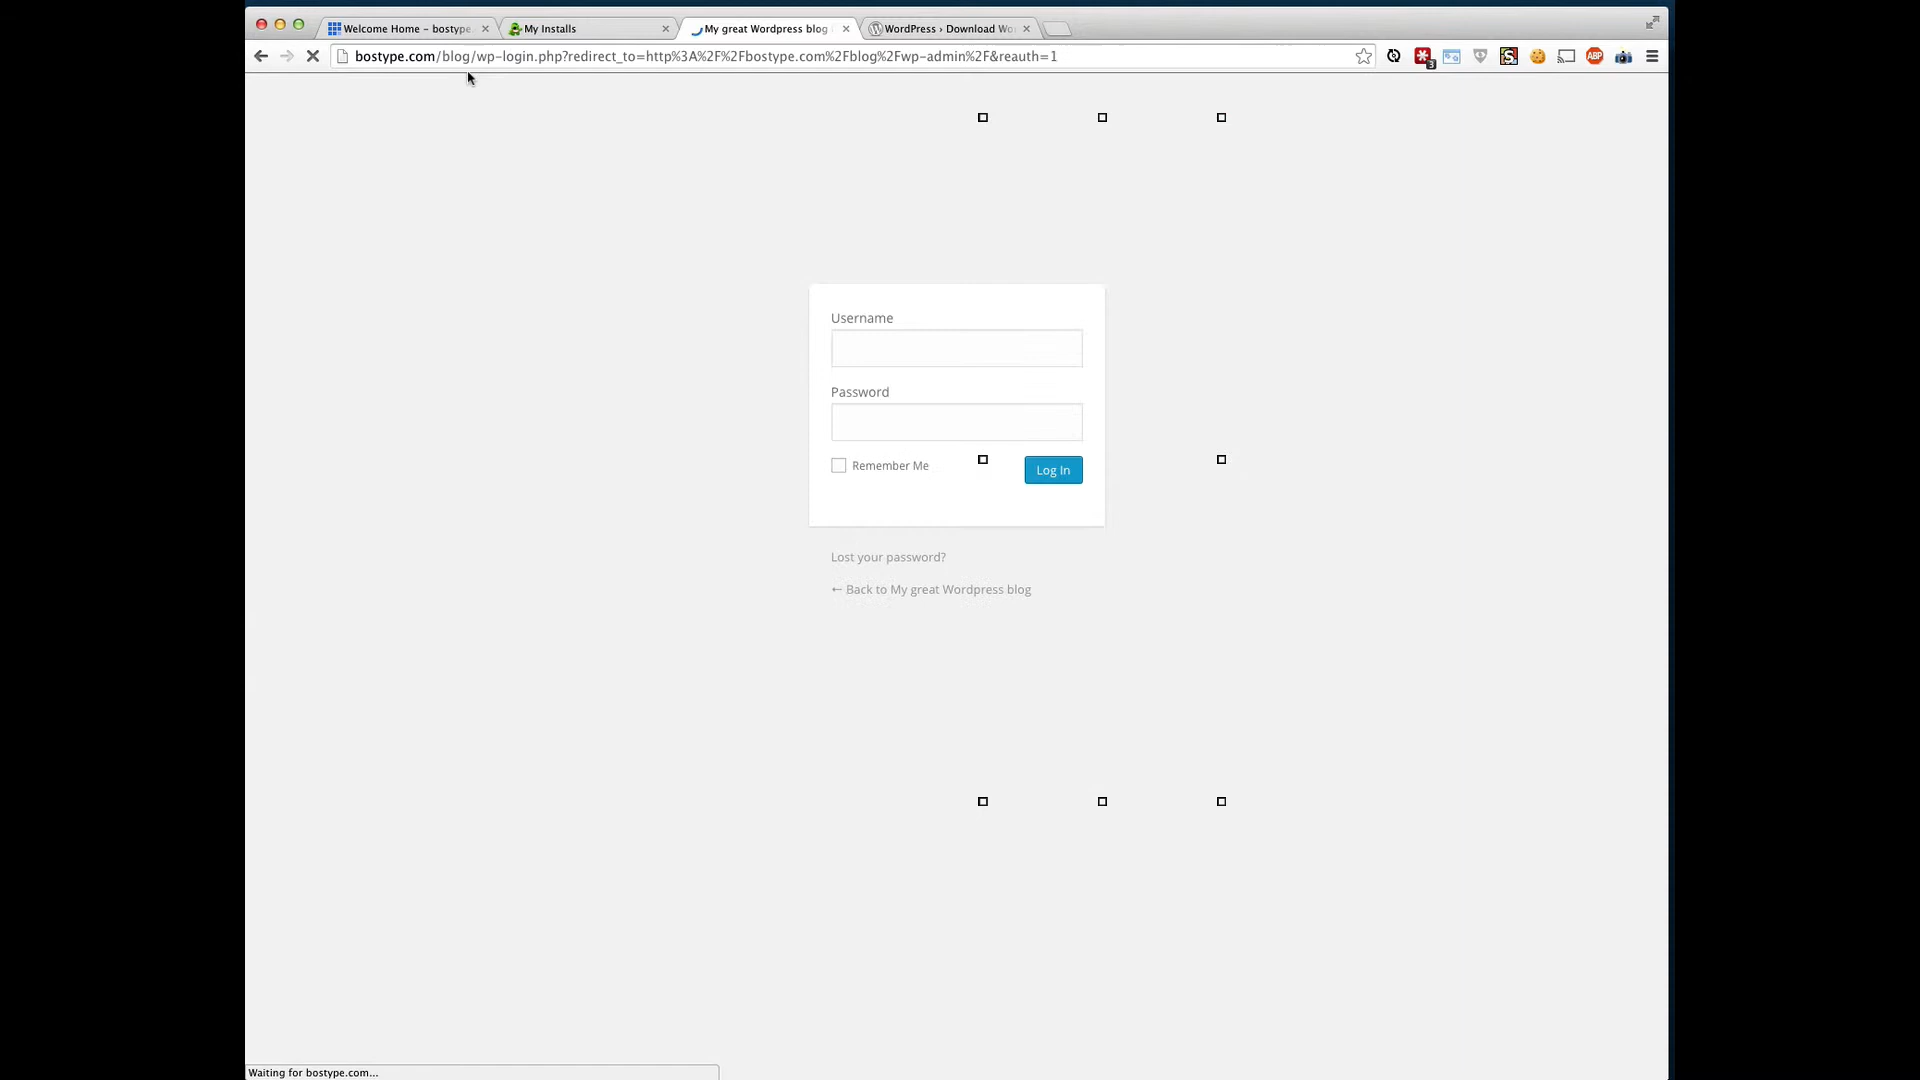 Welcome Home – bostype.
My Installs
My great Wordpress blog
WordPress › Download Wo
bostype.com/blog/wp-login.php?redirect_to=http%3A%2F%2Fbostype.com%2Fblog%2Fwp-admin%2F&reauth=1
3
S
ABP
Username
Password
Remember Me
Log In
Lost your password?
← Back to My great Wordpress blog
Waiting for bostype.com...